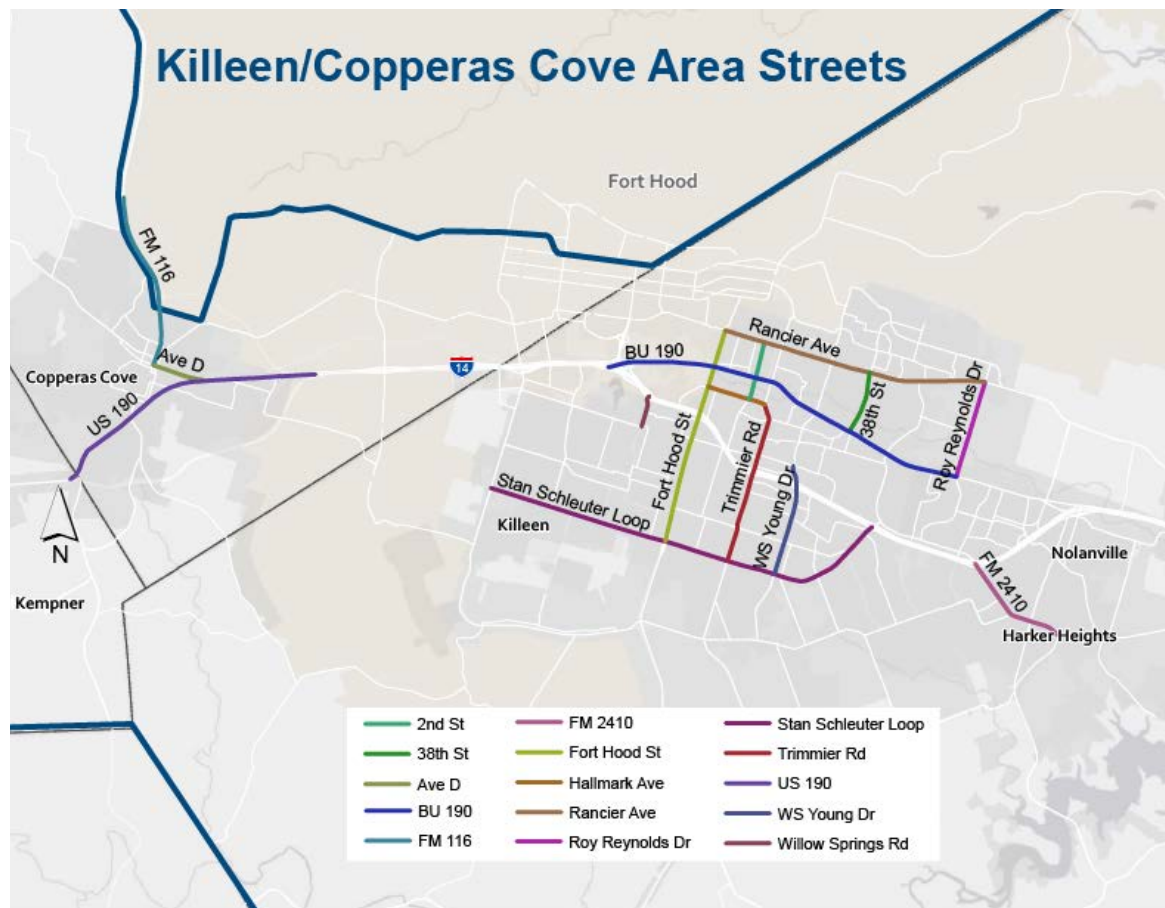 Killeen/Copperas Cove Area Streets
Fort Hood
FM 116
Rancier Ave
BU 190
Ave D
14
Copperas Cove
US 190
38th St
Roy Reynolds Dr
Fort Hood St
Trimmier Rd
WS Young Dr
Stan Schleuter Loop
Killeen
N
Nolanville
FM 2410
Kempner
Harker Heights
2nd St
38th St
Ave D
BU 190
FM 116
FM 2410
Fort Hood St
Hallmark Ave
Rancier Ave
Roy Reynolds Dr
Stan Schleuter Loop
Trimmier Rd
US 190
WS Young Dr
Willow Springs Rd